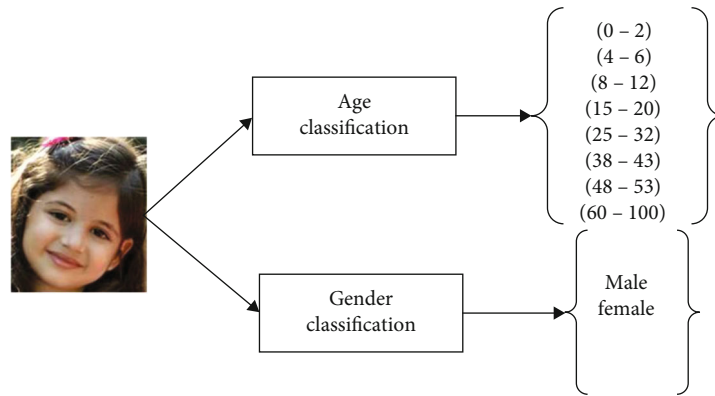 Age
classification
(0 – 2)
(4 – 6)
(8 – 12)
(15 – 20)
(25 – 32)
(38 – 43)
(48 – 53)
(60 – 100)
Gender
classification
Male
female